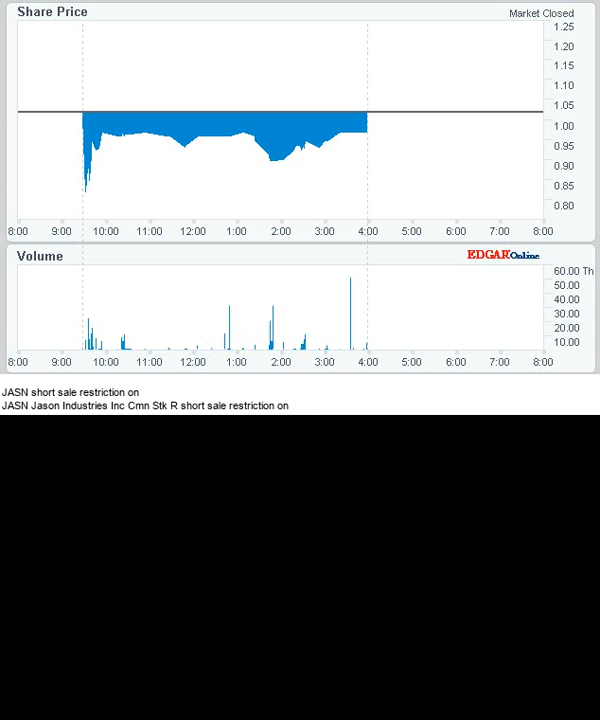 Share Price
Market Closed
1.25
1.20
1.15
1.10
1.05
1.00
0.95
0.90
0.85
0.80
8:00 9:00 10:00 11:00 12:00 1:00 2:00 3:00 4:00 5:00 6:00 7:00 8:00
Volume
EDGAROnline
60.00 Th
50.00
40.00
30.00
20.00
10.00
8:00 9:00 10:00 11:00 12:00 1:00 2:00 3:00 4:00 5:00 6:00 7:00 8:00
JASN short sale restriction on
JASN Jason Industries Inc Cmn Stk R short sale restriction on